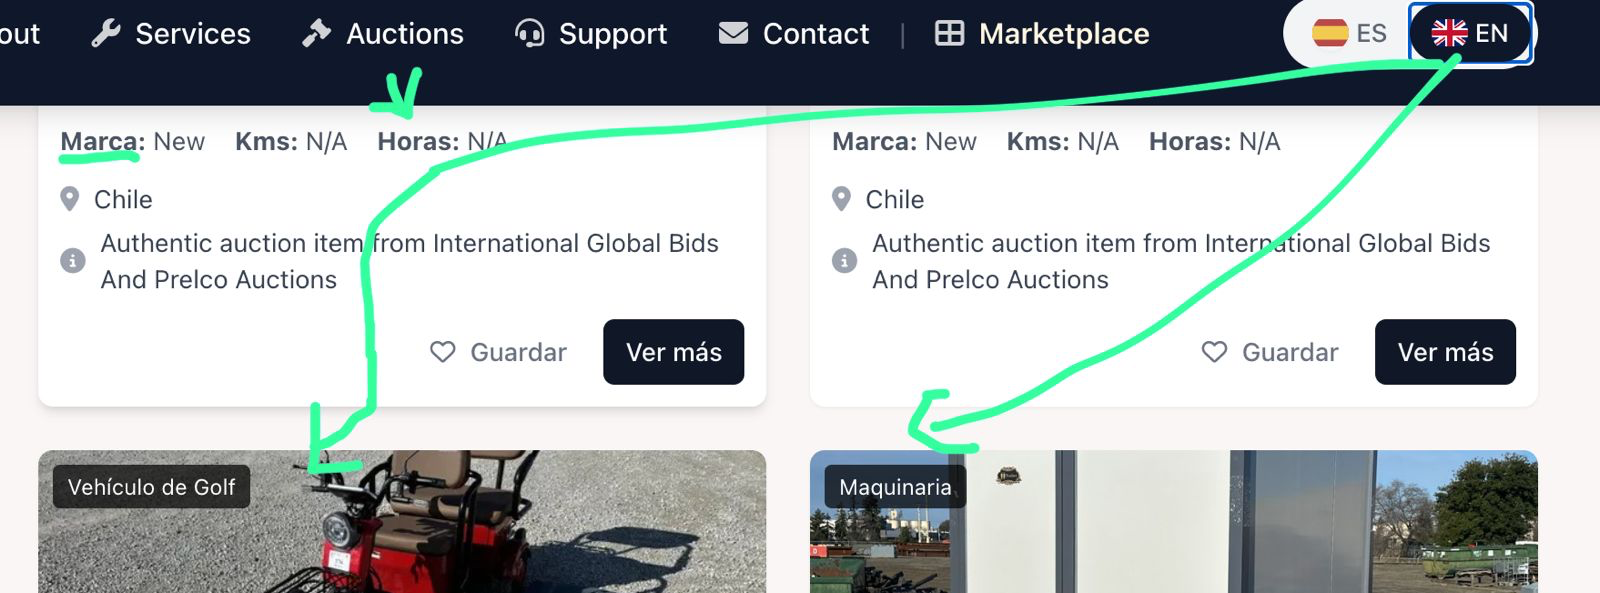 out Services Auctions Support Contact | Marketplace ES EN
Marca: New Kms: N/A Horas: N/A
Chile
Authentic auction item from International Global Bids
And Prelco Auctions
Guardar Ver más
Marca: New Kms: N/A Horas: N/A
Chile
Authentic auction item from International Global Bids
And Prelco Auctions
Guardar Ver más
Vehículo de Golf
Maquinaria